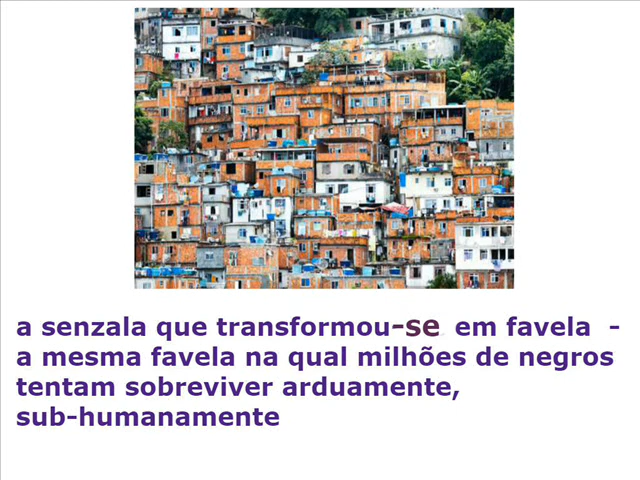 a senzala que transformou-se em favela -
a mesma favela na qual milhões de negros
tentam sobreviver arduamente,
sub-humanamente